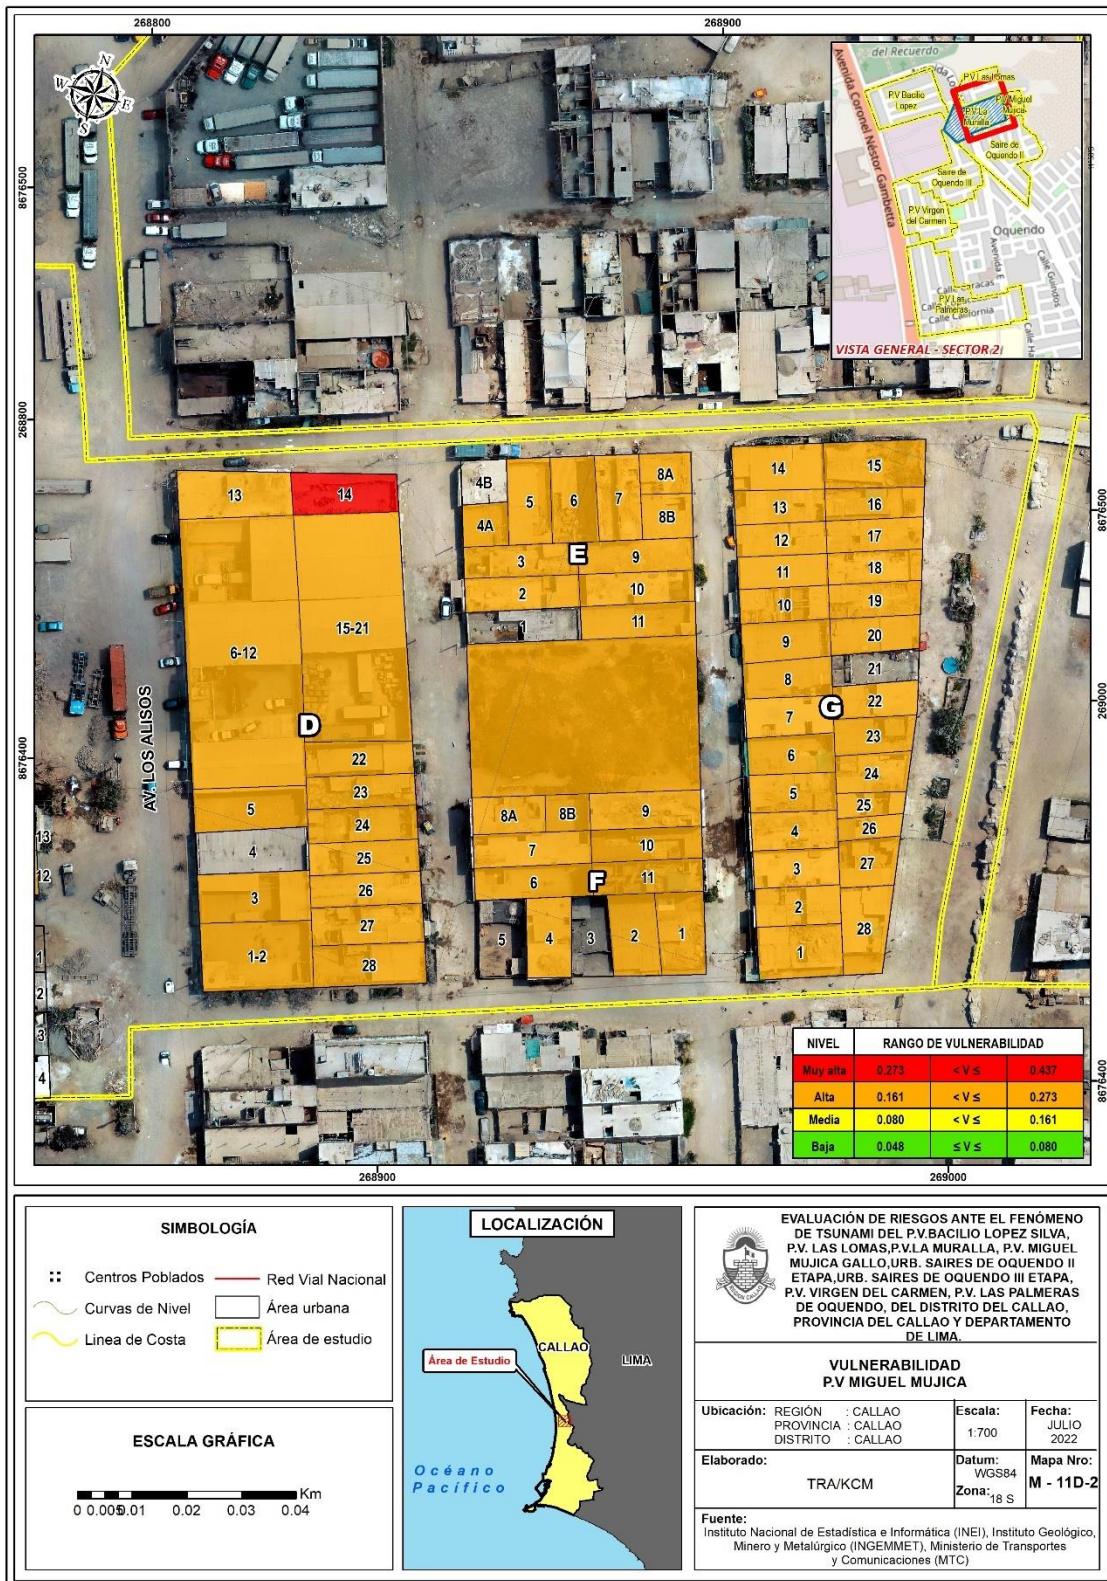 268800
268900
N
W
E
S
del Recuerdo
Avenida Coronel Néstor Gambetta
P.V Las Lomas
P.V Bacilio
Lopez
P.V Miguel
Mujica
P.V La
Muralla
Saire de
Oquendo II
Saire de
Oquendo III
P.V Virgen
del Carmen
Oquendo
Avenida E
Calle Guindos
P.V Las
Palmeras
Calle California
VISTA GENERAL - SECTOR 2
8676500
268800
8676500
269000
8676400
8676400
AV. LOS ALISOS
13
14
6-12
15-21
D
22
5
23
24
4
25
3
26
27
1-2
28
4B
5
6
7
8A
4A
8B
E
3
9
2
10
1
11
8A
8B
9
7
10
6
F
11
5
4
3
2
1
14
15
13
16
12
17
11
18
10
19
9
20
8
21
7
G
22
6
23
5
24
25
4
26
3
27
2
28
1
13
12
1
2
3
4
NIVEL RANGO DE VULNERABILIDAD
Muy alta 0.273 < V ≤ 0.437
Alta 0.161 < V ≤ 0.273
Media 0.080 < V ≤ 0.161
Baja 0.048 ≤ V ≤ 0.080
268900
269000
SIMBOLOGÍA
Centros Poblados
Red Vial Nacional
Curvas de Nivel
Área urbana
Linea de Costa
Área de estudio
ESCALA GRÁFICA
Km
0 0.005 0.01 0.02 0.03 0.04
LOCALIZACIÓN
CALLAO
LIMA
Área de Estudio
Océano
Pacífico
REGIÓN CALLAO
EVALUACIÓN DE RIESGOS ANTE EL FENÓMENO
DE TSUNAMI DEL P.V.BACILIO LOPEZ SILVA,
P.V. LAS LOMAS,P.V.LA MURALLA, P.V. MIGUEL
MUJICA GALLO,URB. SAIRES DE OQUENDO II
ETAPA,URB. SAIRES DE OQUENDO III ETAPA,
P.V. VIRGEN DEL CARMEN, P.V. LAS PALMERAS
DE OQUENDO, DEL DISTRITO DEL CALLAO,
PROVINCIA DEL CALLAO Y DEPARTAMENTO
DE LIMA.
VULNERABILIDAD
P.V MIGUEL MUJICA
Ubicación: REGIÓN : CALLAO
PROVINCIA : CALLAO
DISTRITO : CALLAO
Escala:
1:700
Fecha:
JULIO
2022
Elaborado:
TRA/KCM
Datum:
WGS84
Zona: 18 S
Mapa Nro:
M - 11D-2
Fuente:
Instituto Nacional de Estadística e Informática (INEI), Instituto Geológico,
Minero y Metalúrgico (INGEMMET), Ministerio de Transportes
y Comunicaciones (MTC)